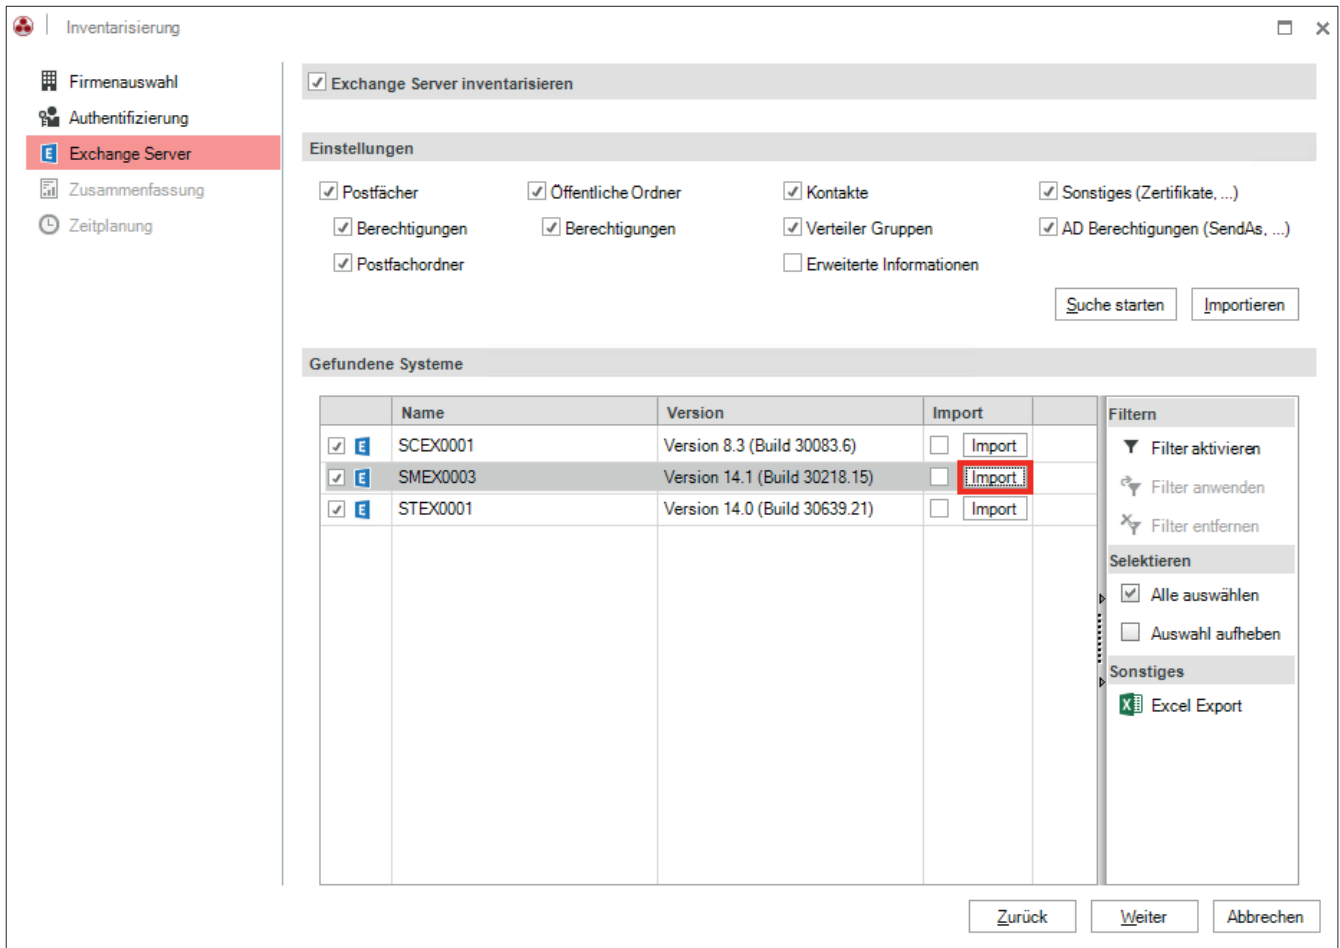 Inventarisierung
Firmenauswahl
Authentifizierung
Exchange Server
Zusammenfassung
Zeitplanung
Exchange Server inventarisieren
Einstellungen
Postfächer
Öffentliche Ordner
Kontakte
Sonstiges (Zertifikate, ...)
Berechtigungen
Berechtigungen
Verteiler Gruppen
AD Berechtigungen (SendAs, ...)
Postfachordner
Erweiterte Informationen
Suche starten
Importieren
Gefundene Systeme
Name Version Import
SCEX0001 Version 8.3 (Build 30083.6) Import
SMEX0003 Version 14.1 (Build 30218.15) Import
STEX0001 Version 14.0 (Build 30639.21) Import
Filtern
Filter aktivieren
Filter anwenden
Filter entfernen
Selektieren
Alle auswählen
Auswahl aufheben
Sonstiges
Excel Export
Zurück
Weiter
Abbrechen